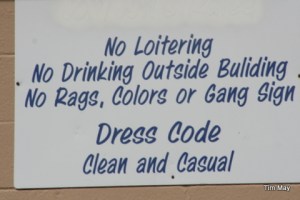 No Loitering
No Drinking Outside Buliding
No Rags, Colors or Gang Sign
Dress Code
Clean and Casual
Tim May